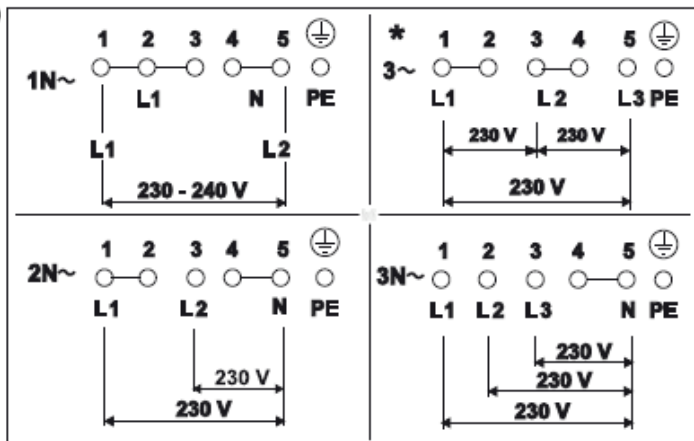 1 2 3 4 5
1N~
L1 N PE
L1 L2
230 - 240 V
* 1 2 3 4 5
3~
L1 L2 L3 PE
230 V 230 V
230 V
1 2 3 4 5
2N~
L1 L2 N PE
230 V
230 V
1 2 3 4 5
3N~
L1 L2 L3 N PE
230 V
230 V
230 V